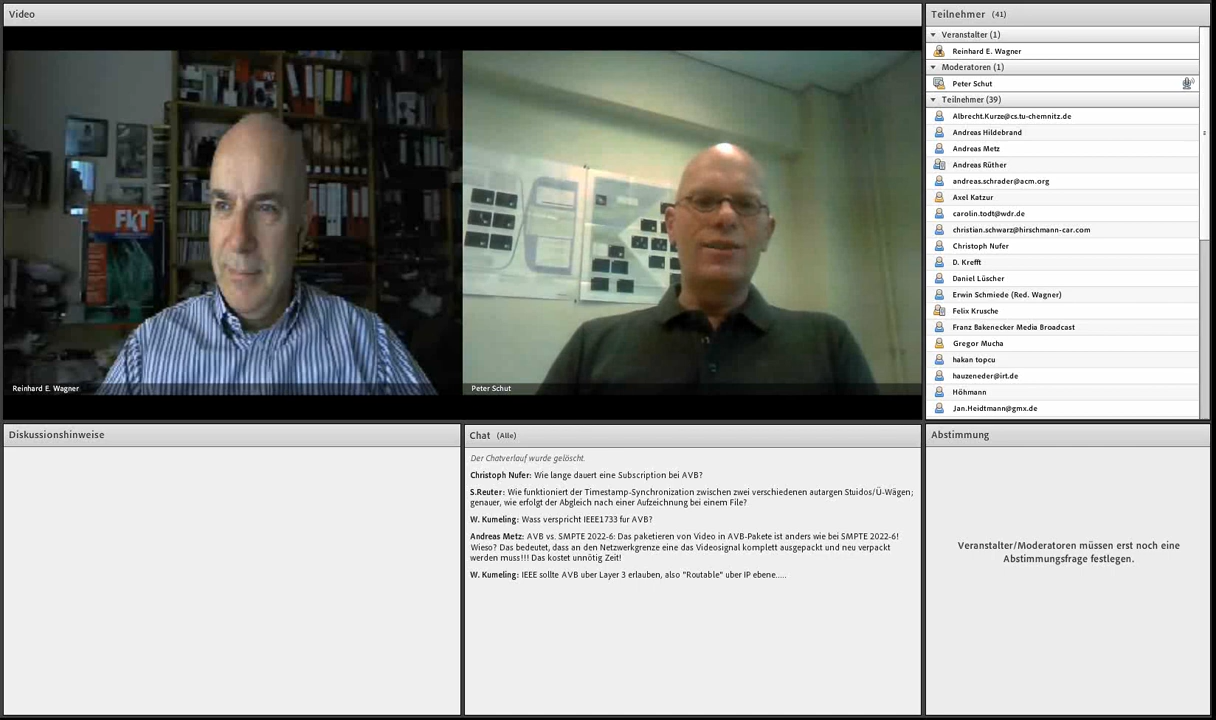 Video
FKT
Reinhard E. Wagner
Peter Schut
Teilnehmer (41)
Veranstalter (1)
Reinhard E. Wagner
Moderatoren (1)
Peter Schut
Teilnehmer (39)
Albrecht.Kurze@cs.tu-chemnitz.de
Andreas Hildebrand
Andreas Metz
Andreas Rüther
andreas.schrader@acm.org
Axel Katzur
carolin.todt@wdr.de
christian.schwarz@hirschmann-car.com
Christoph Nufer
D. Krefft
Daniel Lüscher
Erwin Schmiede (Red. Wagner)
Felix Krusche
Franz Bakenecker Media Broadcast
Gregor Mucha
hakan topcu
hauzeneder@irt.de
Höhmann
Jan.Heidtmann@gmx.de
Diskussionshinweise
Chat (Alle)
Der Chatverlauf wurde gelöscht.
Christoph Nufer: Wie lange dauert eine Subscription bei AVB?
S.Reuter: Wie funktioniert der Timestamp-Synchronization zwischen zwei verschiedenen autargen Stuidos/Ü-Wägen;
genauer, wie erfolgt der Abgleich nach einer Aufzeichnung bei einem File?
W. Kumeling: Wass verspricht IEEE1733 fur AVB?
Andreas Metz: AVB vs. SMPTE 2022-6: Das paketieren von Video in AVB-Pakete ist anders wie bei SMPTE 2022-6!
Wieso? Das bedeutet, dass an den Netzwerkgrenze eine das Videosignal komplett ausgepackt und neu verpackt
werden muss!!! Das kostet unnötig Zeit!
W. Kumeling: IEEE sollte AVB uber Layer 3 erlauben, also "Routable" uber IP ebene.....
Abstimmung
Veranstalter/Moderatoren müssen erst noch eine
Abstimmungsfrage festlegen.